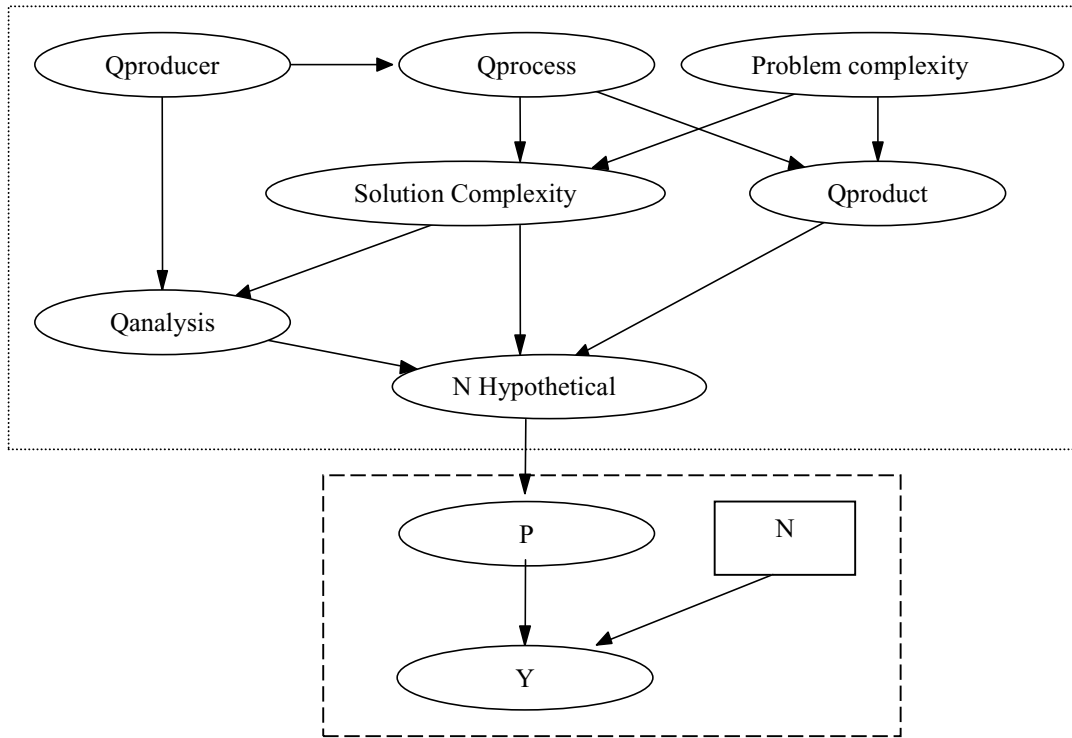 Qproducer
Qprocess
Problem complexity
Solution Complexity
Qproduct
Qanalysis
N Hypothetical
P
N
Y